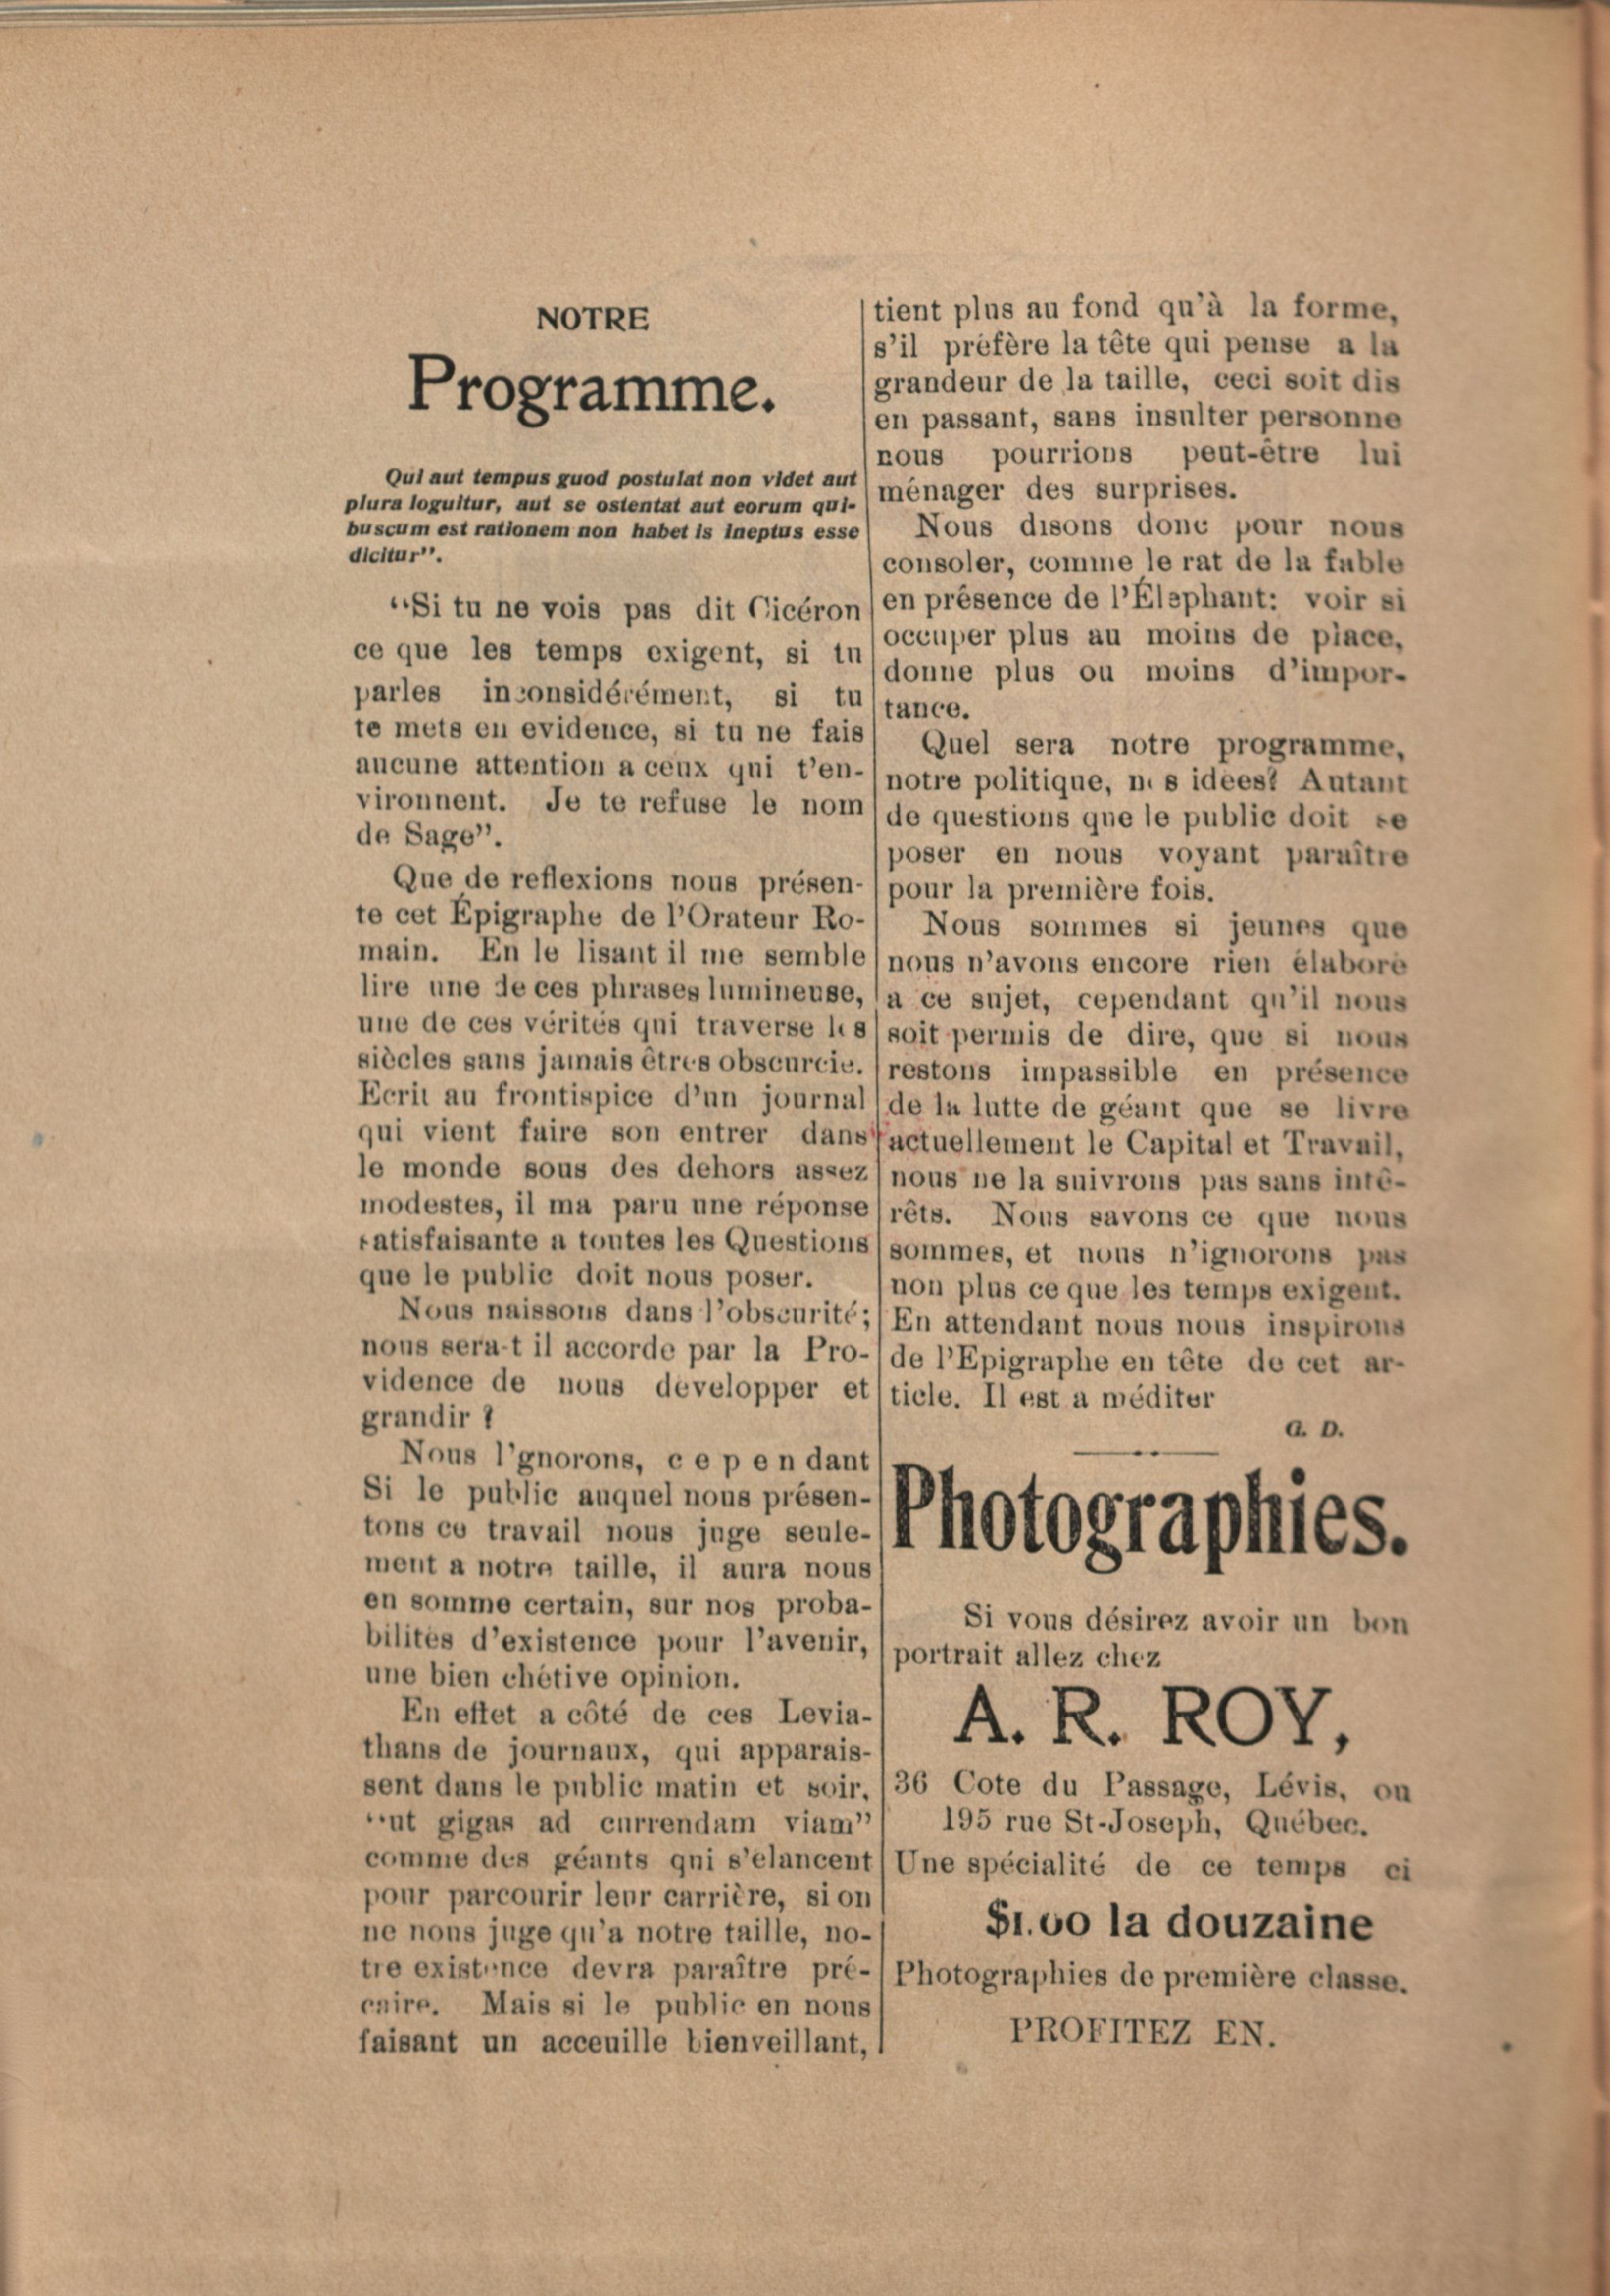 NOTRE
Programme.
Qui aut tempus guod postulat non videt aut
plura loguitur, aut se ostentat aut eorum qui-
buscum est rationem non habet is ineptus esse
dicitur".
"Si tu ne vois pas dit Cicéron
ce que les temps exigent, si tu
parles inconsidérément, si tu
te mets en evidence, si tu ne fais
aucune attention a ceux qui t'en-
vironnent. Je te refuse le nom
de Sage".
Que de reflexions nous présen-
te cet Épigraphe de l'Orateur Ro-
main. En le lisant il me semble
lire une de ces phrases lumineuse,
une de ces vérités qui traverse les
siècles sans jamais êtres obscurcie.
Ecrit au frontispice d'un journal
qui vient faire son entrer dans
le monde sous des dehors assez
modestes, il ma paru une réponse
satisfaisante a toutes les Questions
que le public doit nous poser.
Nous naissons dans l'obscurité;
nous sera-t il accorde par la Pro-
vidence de nous developper et
grandir ?
Nous l'gnorons, c e p e n dant
Si le public auquel nous présen-
tons ce travail nous juge seule-
ment a notre taille, il aura nous
en somme certain, sur nos proba-
bilités d'existence pour l'avenir,
une bien chétive opinion.
En effet a côté de ces Levia-
thans de journaux, qui apparais-
sent dans le public matin et soir,
"ut gigas ad currendam viam"
comme des géants qui s'elancent
pour parcourir leur carrière, si on
ne nous juge qu'a notre taille, no-
tre existence devra paraître pré-
caire. Mais si le public en nous
faisant un acceuille bienveillant,
tient plus au fond qu'à la forme,
s'il préfère la tête qui pense a la
grandeur de la taille, ceci soit dis
en passant, sans insulter personne
nous pourrions peut-être lui
ménager des surprises.
Nous disons donc pour nous
consoler, comme le rat de la fable
en présence de l'Élephant: voir si
occuper plus au moins de place,
donne plus ou moins d'impor-
tance.
Quel sera notre programme,
notre politique, nos idees? Autant
de questions que le public doit se
poser en nous voyant paraître
pour la première fois.
Nous sommes si jeunes que
nous n'avons encore rien élaboré
a ce sujet, cependant qu'il nous
soit permis de dire, que si nous
restons impassible en présence
de la lutte de géant que se livre
actuellement le Capital et Travail,
nous ne la suivrons pas sans inté-
rêts. Nous savons ce que nous
sommes, et nous n'ignorons pas
non plus ce que les temps exigent.
En attendant nous nous inspirons
de l'Epigraphe en tête de cet ar-
ticle. Il est a méditer
A. D.
Photographies.
Si vous désirez avoir un bon
portrait allez chez
A. R. ROY,
36 Cote du Passage, Lévis, ou
195 rue St-Joseph, Québec.
Une spécialité de ce temps ci
$1.00 la douzaine
Photographies de première classe.
PROFITEZ EN.